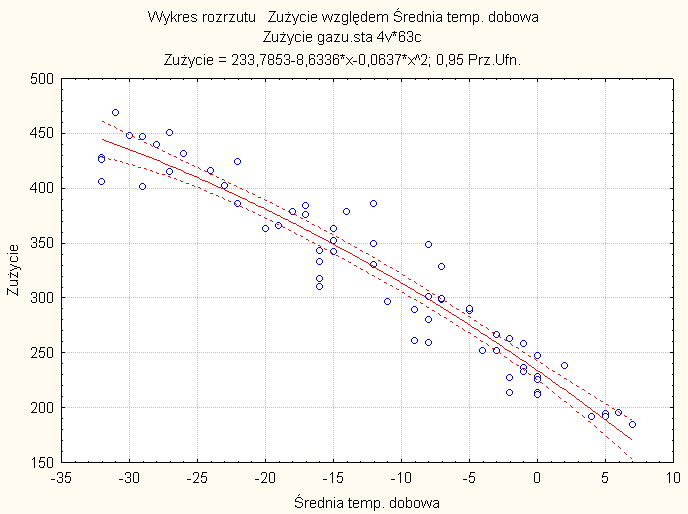 Wykres rozrzutu   Zużycie względem Średnia temp. dobowa
Zużycie gazu.sta 4v*63c
Zużycie = 233,7853-8,6336*x-0,0637*x^2; 0,95 Prz.Ufn.
500
450
400
350
300
250
200
150
Zużycie
-35 -30 -25 -20 -15 -10 -5 0 5 10
Średnia temp. dobowa